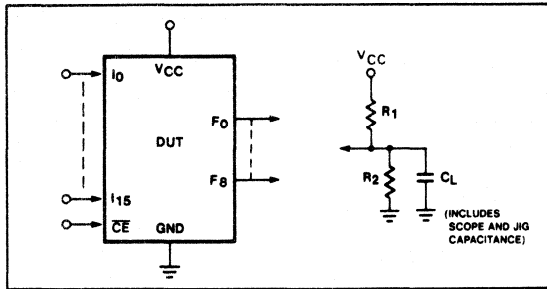 VCC
I0
I15
CE
DUT
GND
F0
F8
VCC
R1
R2
CL
(INCLUDES
SCOPE AND JIG
CAPACITANCE)